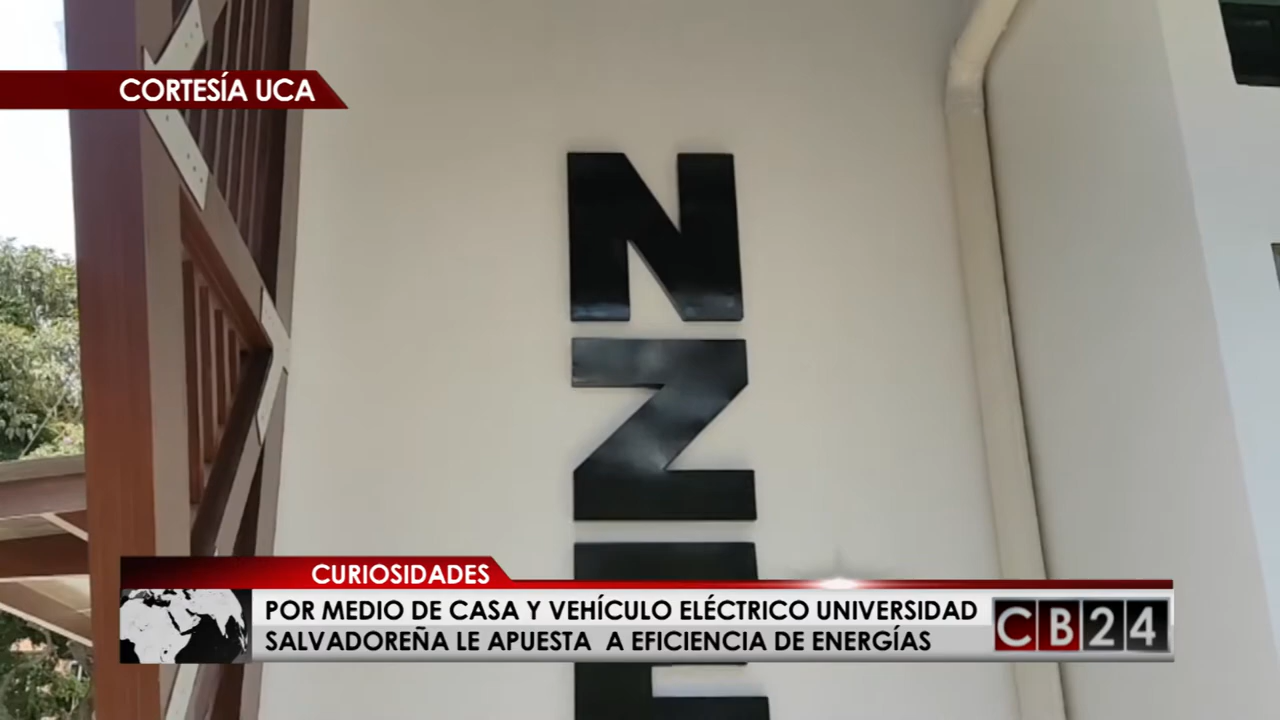 CORTESÍA UCA
N
Z
CURIOSIDADES
POR MEDIO DE CASA Y VEHÍCULO ELÉCTRICO UNIVERSIDAD
SALVADOREÑA LE APUESTA A EFICIENCIA DE ENERGÍAS
CB24